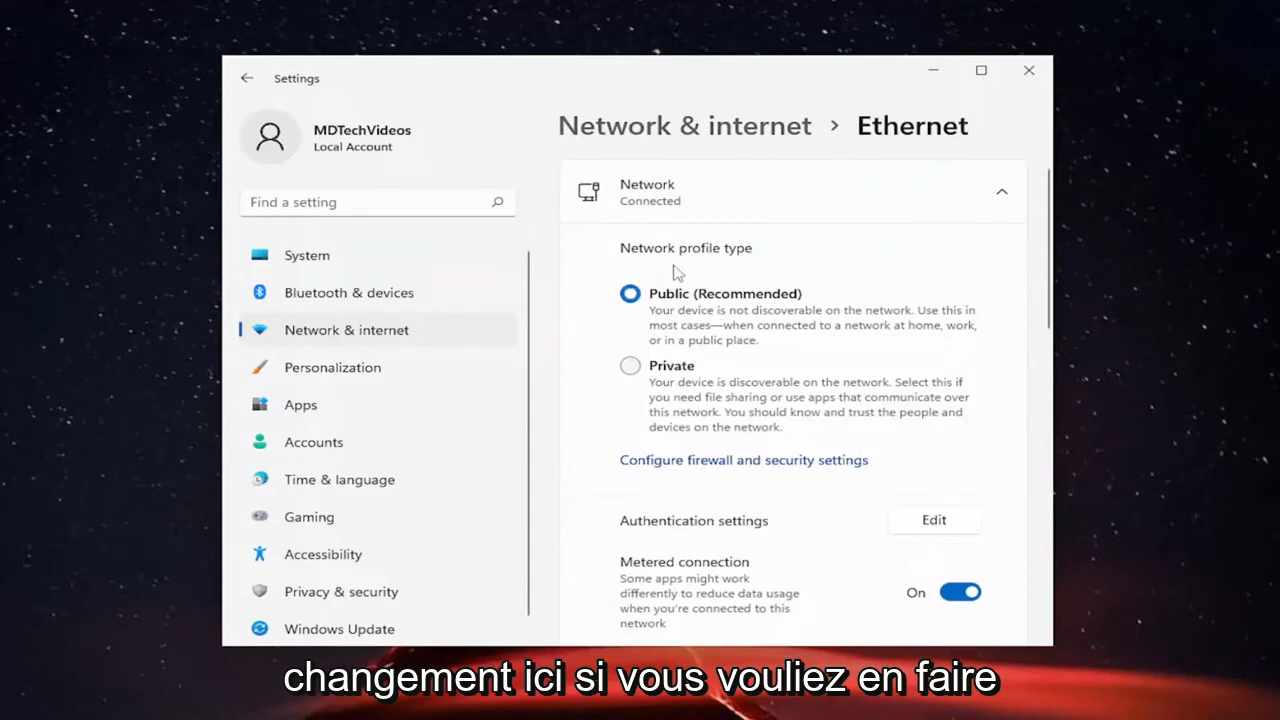 Settings
MDTechVideos
Local Account
Find a setting
System
Bluetooth & devices
Network & internet
Personalization
Apps
Accounts
Time & language
Gaming
Accessibility
Privacy & security
Windows Update
Network & internet > Ethernet
Network
Connected
Network profile type
Public (Recommended)
Your device is not discoverable on the network. Use this in
most cases—when connected to a network at home, work,
or in a public place.
Private
Your device is discoverable on the network. Select this if
you need file sharing or use apps that communicate over
this network. You should know and trust the people and
devices on the network.
Configure firewall and security settings
Authentication settings
Edit
Metered connection
Some apps might work
differently to reduce data usage
when you're connected to this
network
On
changement ici si vous vouliez en faire